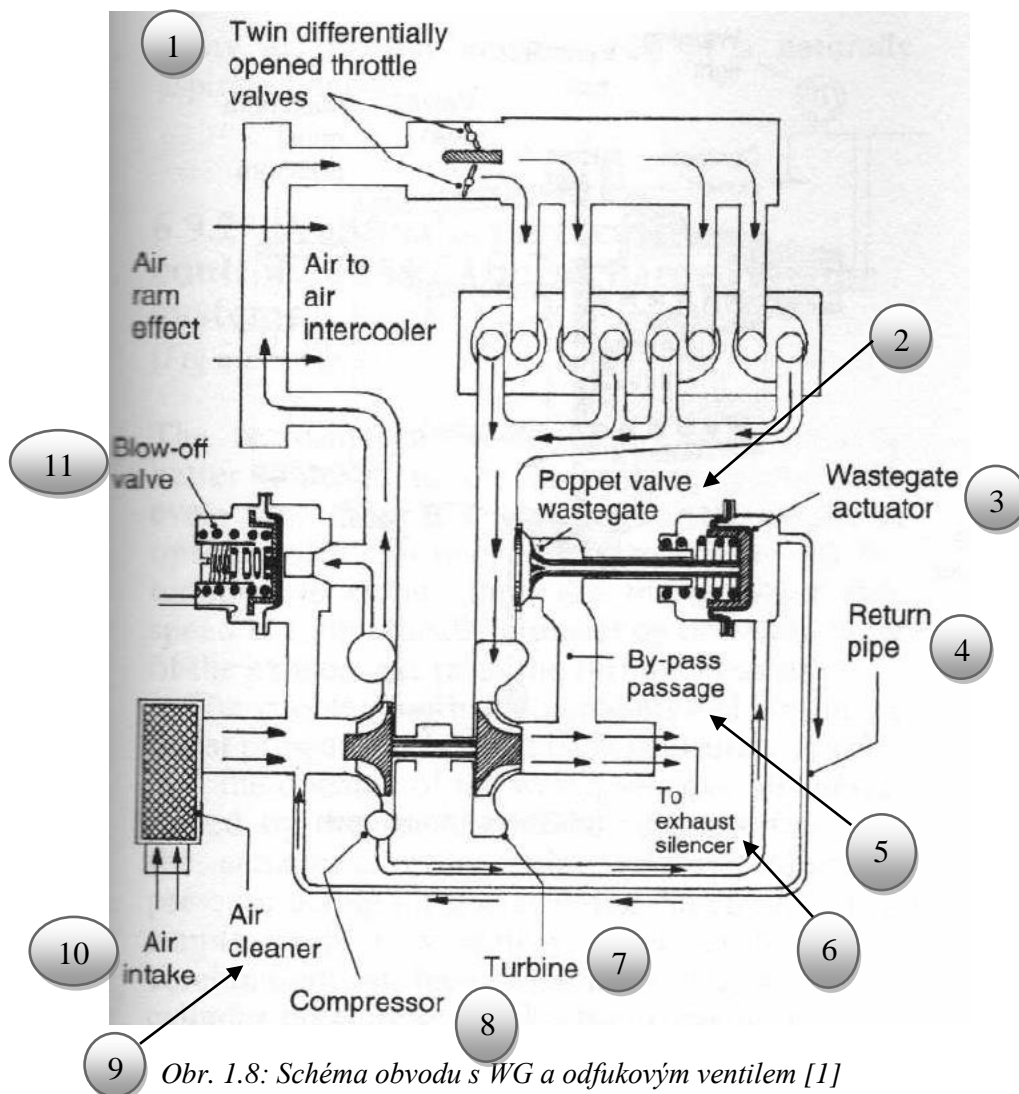 1
Twin differentially
opened throttle
valves
Air
ram
effect
Air to
air
intercooler
2
11
Blow-off
valve
Poppet valve
wastegate
Wastegate
actuator
3
Return
pipe
4
By-pass
passage
To
exhaust
silencer
5
6
10
Air
intake
Air
cleaner
Turbine
7
Compressor
8
9
Obr. 1.8: Schéma obvodu s WG a odfukovým ventilem [1]